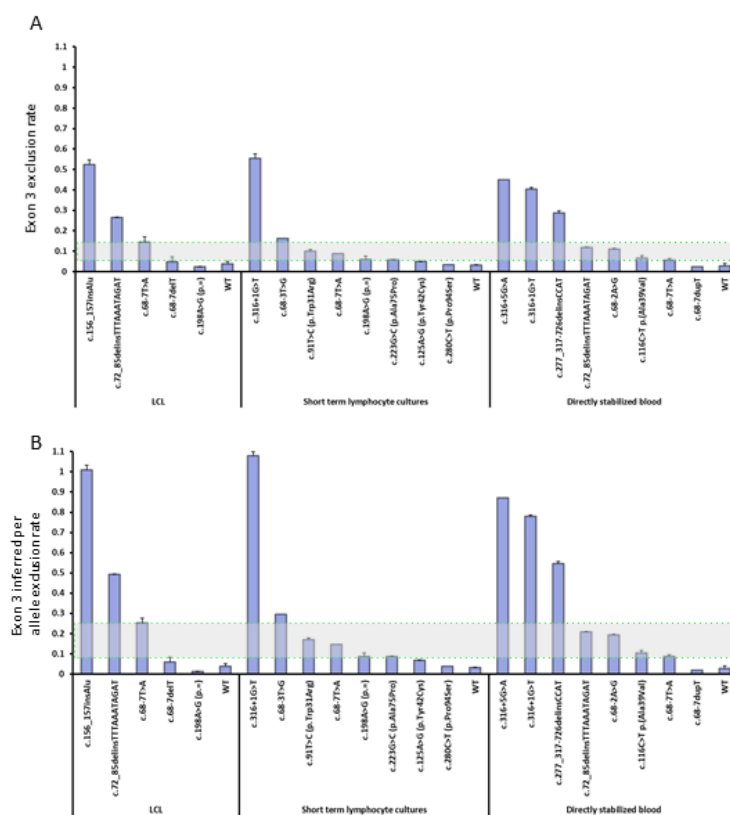 A
Exon 3 exclusion rate
1.1
1
0.9
0.8
0.7
0.6
0.5
0.4
0.3
0.2
0.1
0
c.156_157insAlu
c.72_85delinsTTTAAATAGAT
c.68-7T>A
c.68-7delT
c.198A>G (p.=)
WT
c.316+1G>T
c.68-3T>G
c.91T>C (p.Trp31Arg)
c.68-7T>A
c.198A>G (p.=)
c.223G>C (p.Ala75Pro)
c.125A>G (p.Tyr42Cys)
c.280C>T (p.Pro94Ser)
WT
c.316+5G>A
c.316+1G>T
c.277_317-726delinsCCAT
c.72_85delinsTTTAAATAGAT
c.68-2A>G
c.116C>T p.(Ala39Val)
c.68-7T>A
c.68-7dupT
WT
LCL
Short term lymphocyte cultures
Directly stabilized blood
B
Exon 3 inferred per
allele exclusion rate
1.1
1
0.9
0.8
0.7
0.6
0.5
0.4
0.3
0.2
0.1
0
c.156_157insAlu
c.72_85delinsTTTAAATAGAT
c.68-7T>A
c.68-7delT
c.198A>G (p.=)
WT
c.316+1G>T
c.68-3T>G
c.91T>C (p.Trp31Arg)
c.68-7T>A
c.198A>G (p.=)
c.223G>C (p.Ala75Pro)
c.125A>G (p.Tyr42Cys)
c.280C>T (p.Pro94Ser)
WT
c.316+5G>A
c.316+1G>T
c.277_317-726delinsCCAT
c.72_85delinsTTTAAATAGAT
c.68-2A>G
c.116C>T p.(Ala39Val)
c.68-7T>A
c.68-7dupT
WT
LCL
Short term lymphocyte cultures
Directly stabilized blood